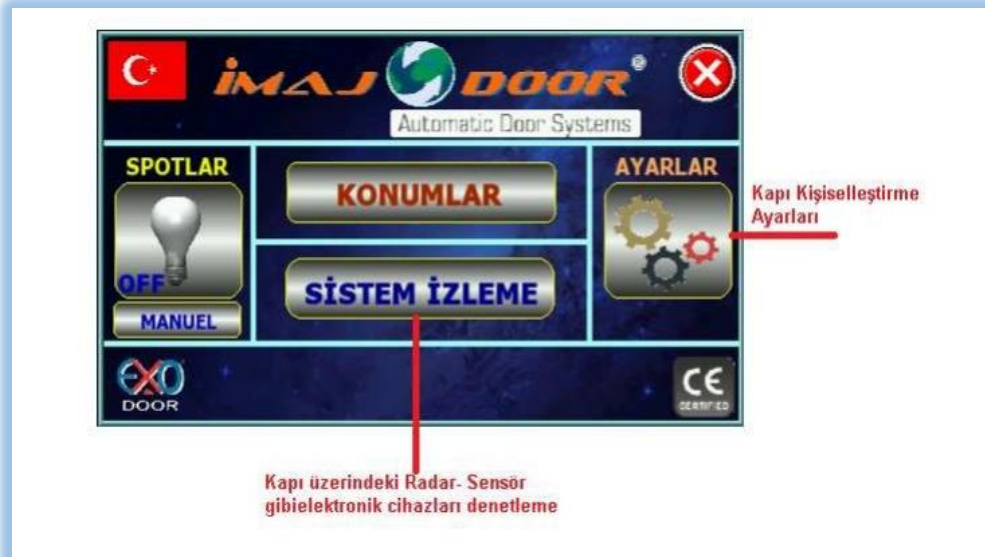 İMAJ DOOR®
Automatic Door Systems
SPOTLAR
OFF
MANUEL
KONUMLAR
SİSTEM İZLEME
AYARLAR
Kapı Kişiselleştirme
Ayarları
EXO
DOOR
CE
CERTIFIED
Kapı üzerindeki Radar- Sensör
gibielektronik cihazları denetleme